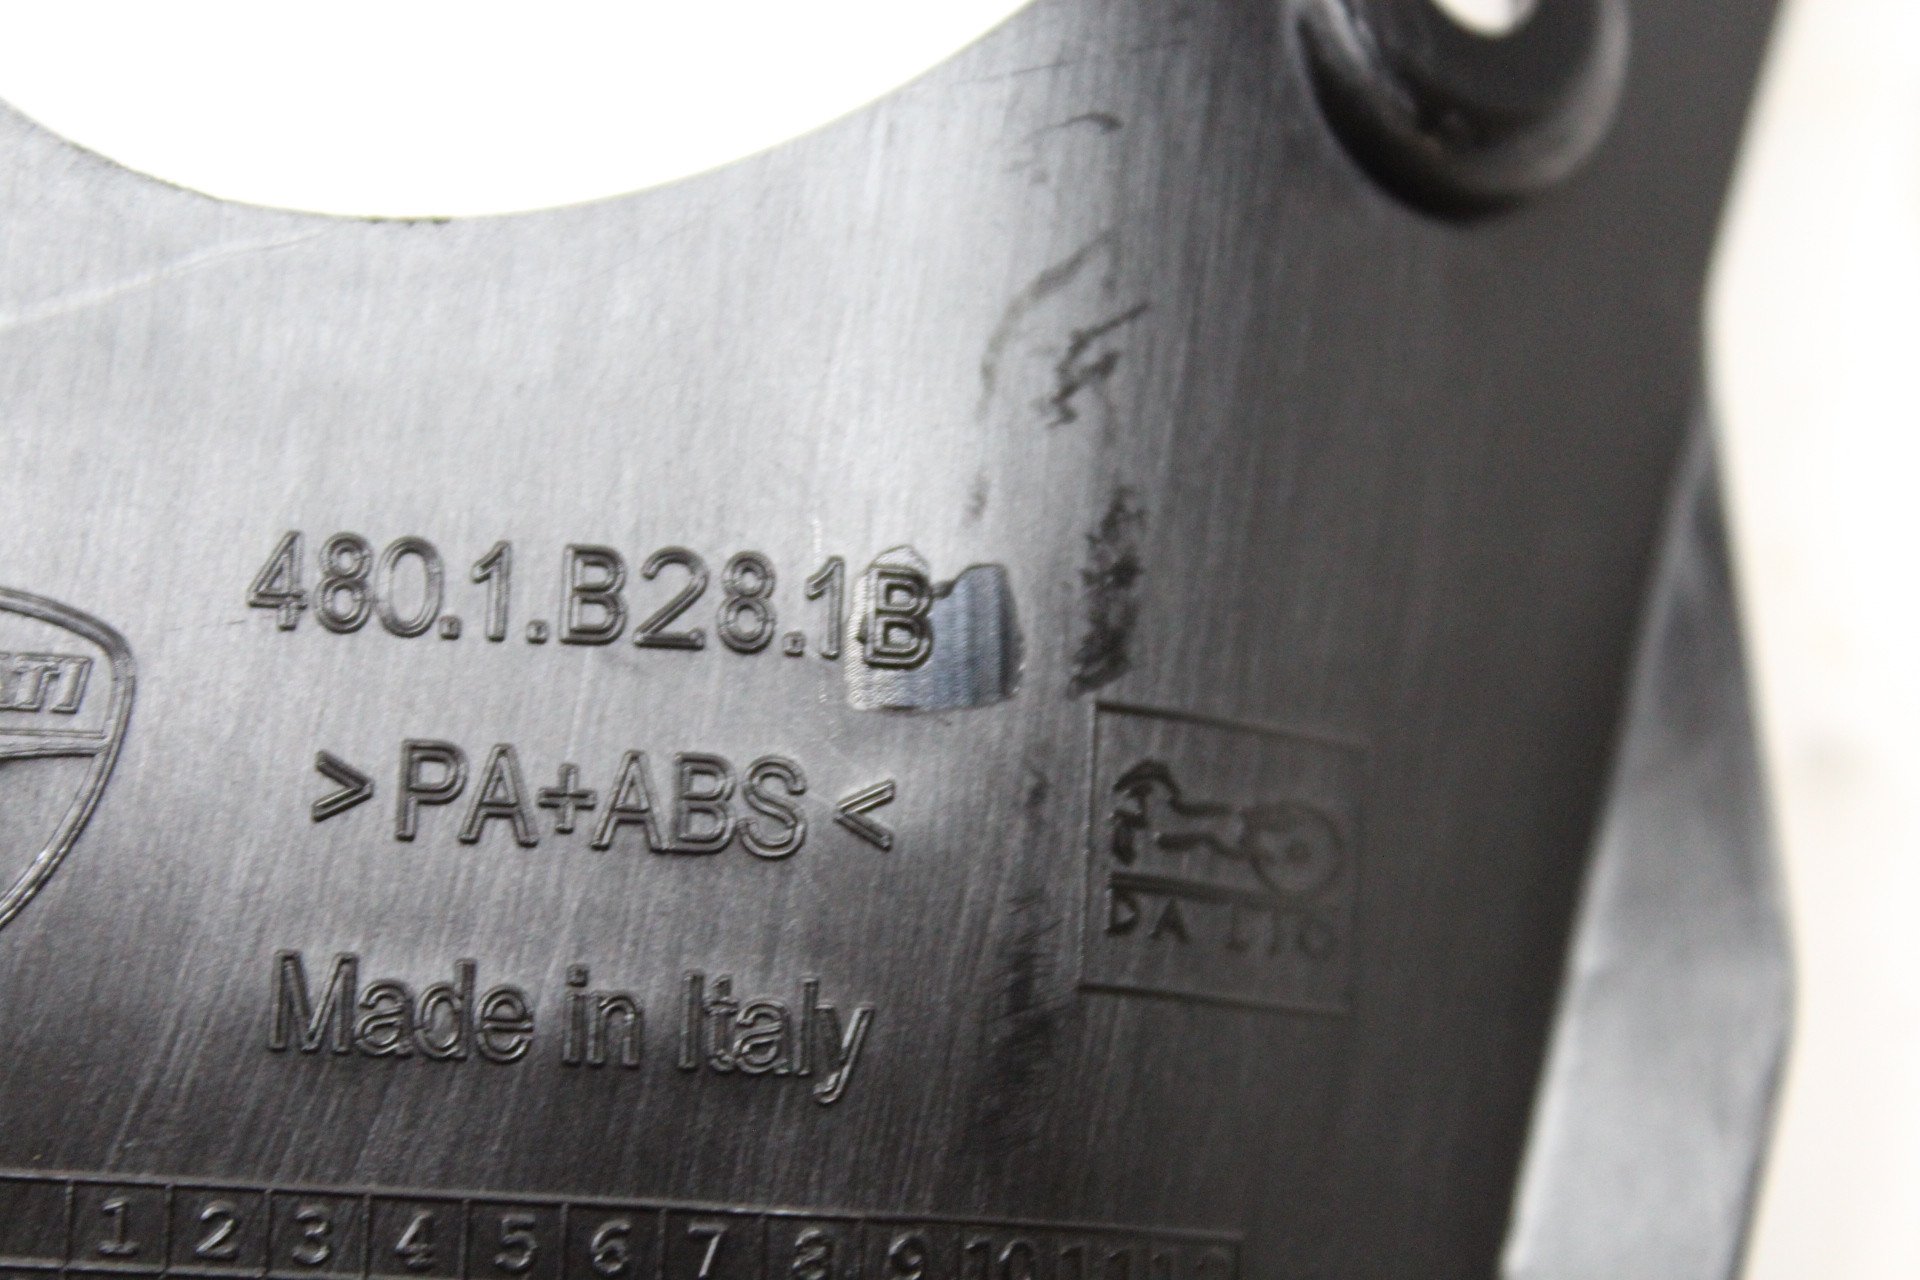 480.1.B28.1B
>PA+ABS<
Made in Italy
1 2 3 4 5 6 7 8 9 10 11 12